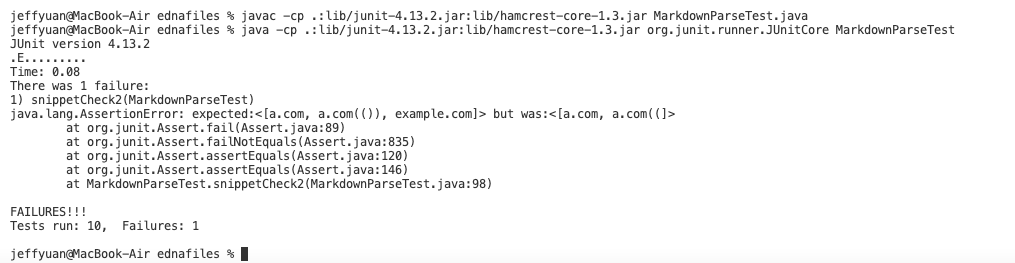 jeffyuan@MacBook-Air ednafiles % javac -cp .:lib/junit-4.13.2.jar:lib/hamcrest-core-1.3.jar MarkdownParseTest.java
jeffyuan@MacBook-Air ednafiles % java -cp .:lib/junit-4.13.2.jar:lib/hamcrest-core-1.3.jar org.junit.runner.JUnitCore MarkdownParseTest
JUnit version 4.13.2
.E.........
Time: 0.08
There was 1 failure:
1) snippetCheck2(MarkdownParseTest)
java.lang.AssertionError: expected:<[a.com, a.com(()), example.com]> but was:<[a.com, a.com((]>
        at org.junit.Assert.fail(Assert.java:89)
        at org.junit.Assert.failNotEquals(Assert.java:835)
        at org.junit.Assert.assertEquals(Assert.java:120)
        at org.junit.Assert.assertEquals(Assert.java:146)
        at MarkdownParseTest.snippetCheck2(MarkdownParseTest.java:98)

FAILURES!!!
Tests run: 10,  Failures: 1

jeffyuan@MacBook-Air ednafiles %